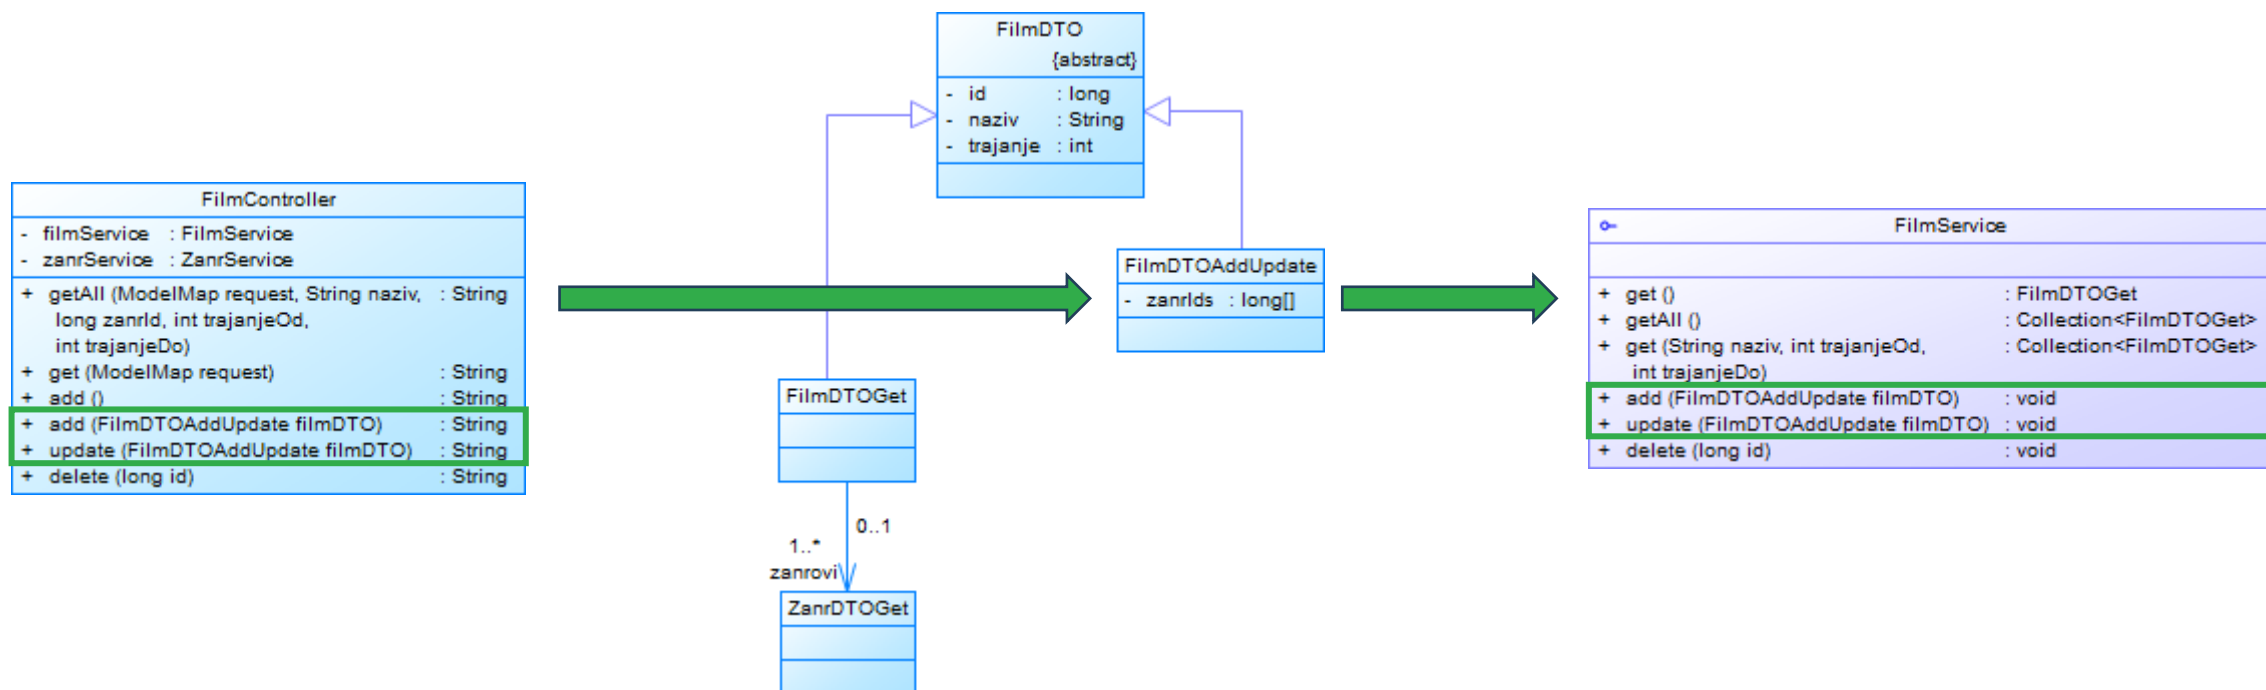 FilmDTO
{abstract}
- id : long
- naziv : String
- trajanje : int
FilmController
- filmService : FilmService
- zanrService : ZanrService
+ getAll (ModelMap request, String naziv, : String
long zanrId, int trajanjeOd,
int trajanjeDo)
+ get (ModelMap request) : String
+ add () : String
+ add (FilmDTOAddUpdate filmDTO) : String
+ update (FilmDTOAddUpdate filmDTO) : String
+ delete (long id) : String
FilmDTOAddUpdate
- zanrIds : long[]
FilmDTOGet
0..1
1..*
zanrovi
ZanrDTOGet
FilmService
+ get () : FilmDTOGet
+ getAll () : Collection<FilmDTOGet>
+ get (String naziv, int trajanjeOd, : Collection<FilmDTOGet>
int trajanjeDo)
+ add (FilmDTOAddUpdate filmDTO) : void
+ update (FilmDTOAddUpdate filmDTO) : void
+ delete (long id) : void